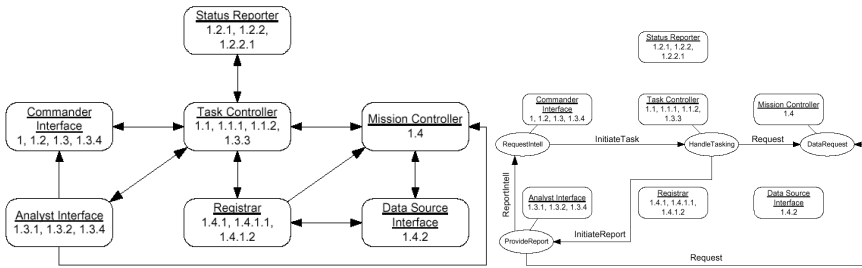 Status Reporter
1.2.1, 1.2.2,
1.2.2.1
Commander
Interface
1, 1.2, 1.3, 1.3.4
Task Controller
1.1, 1.1.1, 1.1.2,
1.3.3
Mission Controller
1.4
Analyst Interface
1.3.1, 1.3.2, 1.3.4
Registrar
1.4.1, 1.4.1.1,
1.4.1.2
Data Source
Interface
1.4.2
Status Reporter
1.2.1, 1.2.2,
1.2.2.1
Commander
Interface
1, 1.2, 1.3, 1.3.4
Task Controller
1.1, 1.1.1, 1.1.2,
1.3.3
Mission Controller
1.4
RequestIntell
InitiateTask
HandleTasking
Request
DataRequest
ReportIntell
Analyst Interface
1.3.1, 1.3.2, 1.3.4
Registrar
1.4.1, 1.4.1.1,
1.4.1.2
Data Source
Interface
1.4.2
ProvideReport
InitiateReport
Request